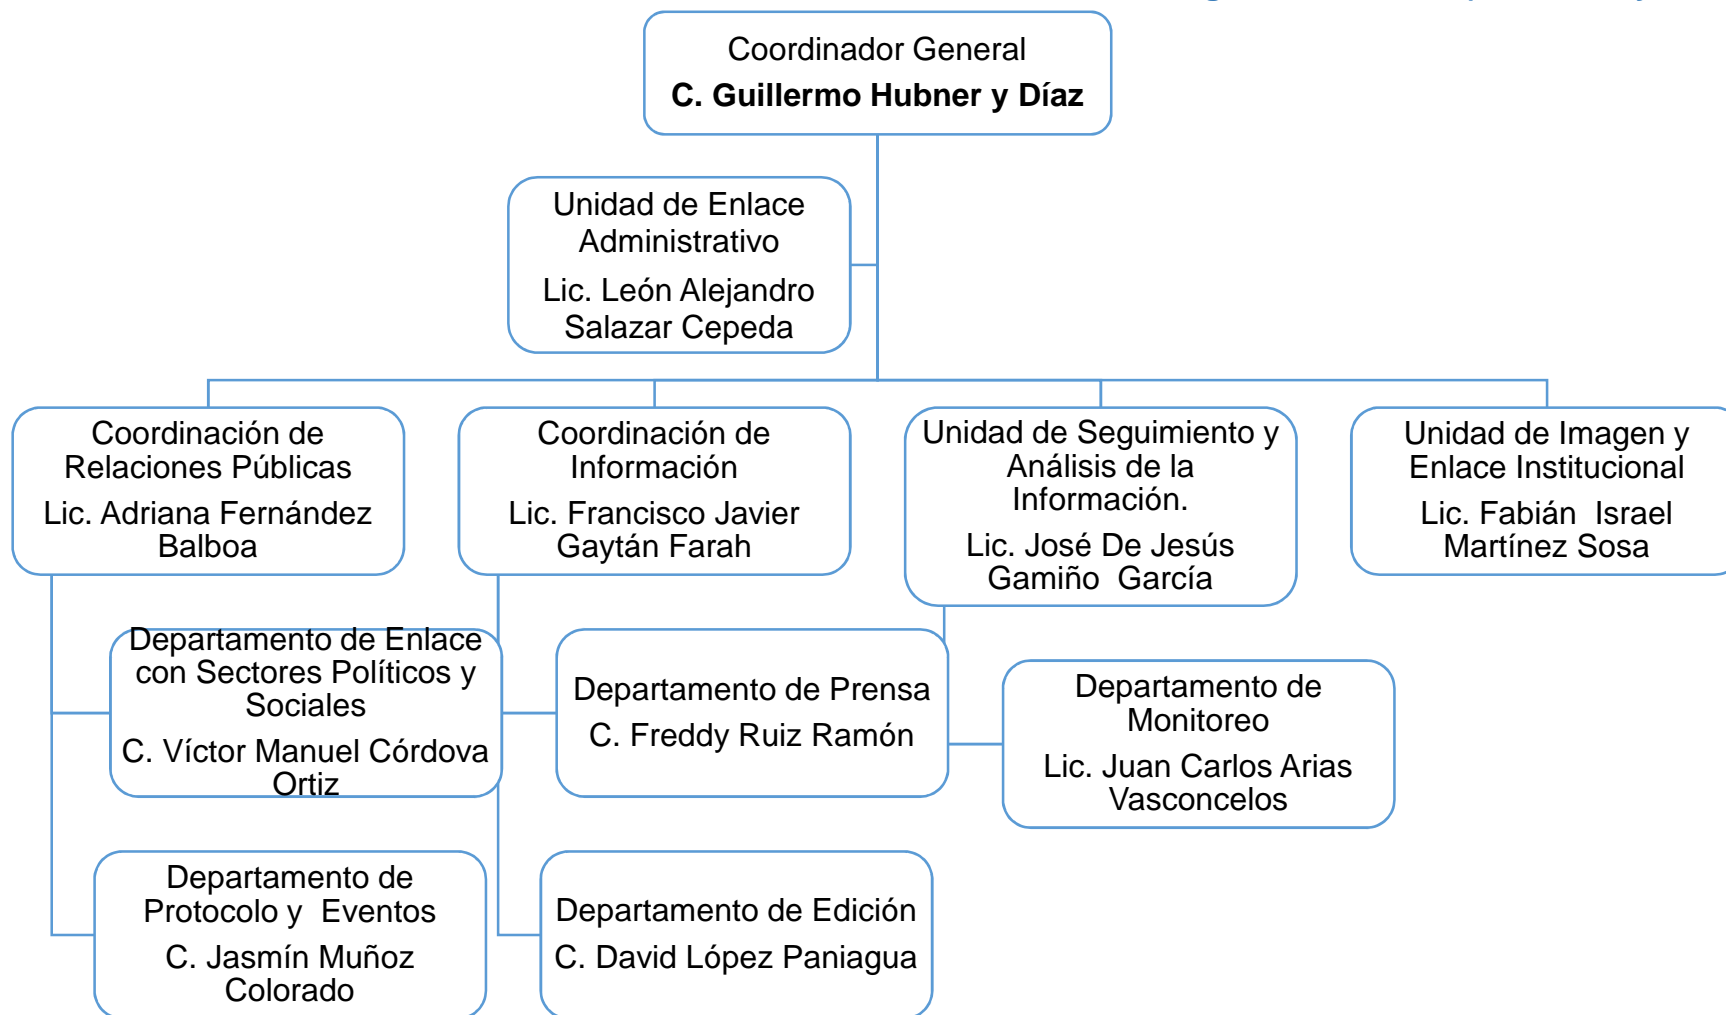 Coordinador General
C. Guillermo Hubner y Díaz
Unidad de Enlace
Administrativo
Lic. León Alejandro
Salazar Cepeda
Coordinación de
Relaciones Públicas
Lic. Adriana Fernández
Balboa
Coordinación de
Información
Lic. Francisco Javier
Gaytán Farah
Unidad de Seguimiento y
Análisis de la
Información.
Lic. José De Jesús
Gamiño García
Unidad de Imagen y
Enlace Institucional
Lic. Fabián Israel
Martínez Sosa
Departamento de Enlace
con Sectores Políticos y
Sociales
C. Víctor Manuel Córdova
Ortiz
Departamento de Prensa
C. Freddy Ruiz Ramón
Departamento de
Monitoreo
Lic. Juan Carlos Arias
Vasconcelos
Departamento de
Protocolo y Eventos
C. Jasmín Muñoz
Colorado
Departamento de Edición
C. David López Paniagua